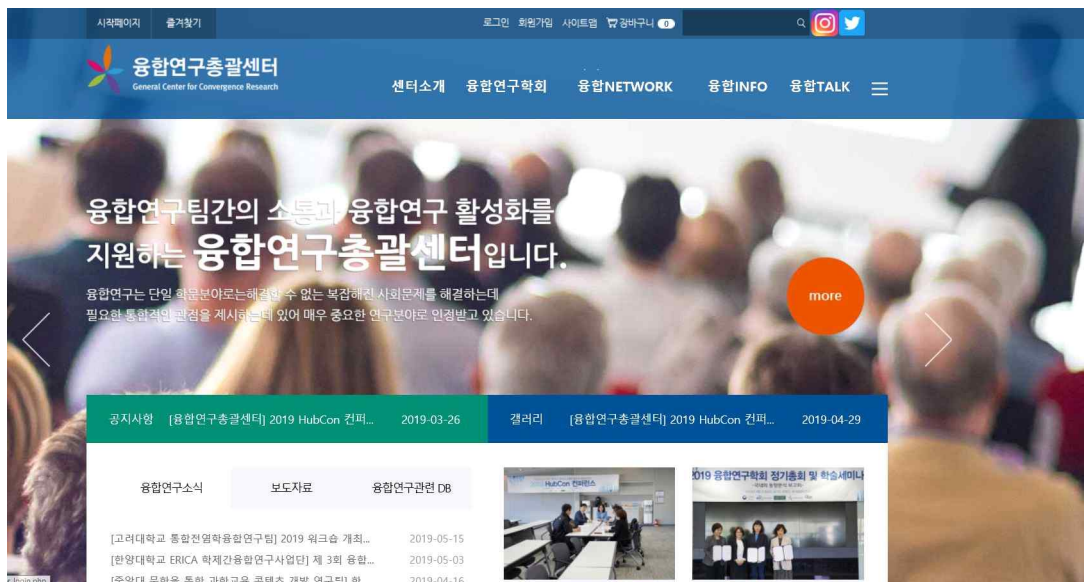 시작페이지 즐겨찾기 로그인 회원가입 사이트맵 장바구니 0
융합연구총괄센터
General Center for Convergence Research
센터소개 융합연구학회 융합NETWORK 융합INFO 융합TALK
융합연구팀간의 소통과 융합연구 활성화를
지원하는 융합연구총괄센터입니다.
융합연구는 단일 학문분야로는해결할 수 없는 복잡해진 사회문제를 해결하는데
필요한 통합적인 관점을 제시하는데 있어 매우 중요한 연구분야로 인정받고 있습니다.
more
공지사항 [융합연구총괄센터] 2019 HubCon 컨퍼... 2019-03-26
갤러리 [융합연구총괄센터] 2019 HubCon 컨퍼... 2019-04-29
융합연구소식 보도자료 융합연구관련 DB
HubCon 컨퍼런스
2019 융합연구학회 정기총회 및 학술세미나
[고려대학교 통합전염학융합연구팀] 2019 워크숍 개최... 2019-05-15
[한양대학교 ERICA 학제간융합연구사업단] 제 3회 융합... 2019-05-03
2019-04-16